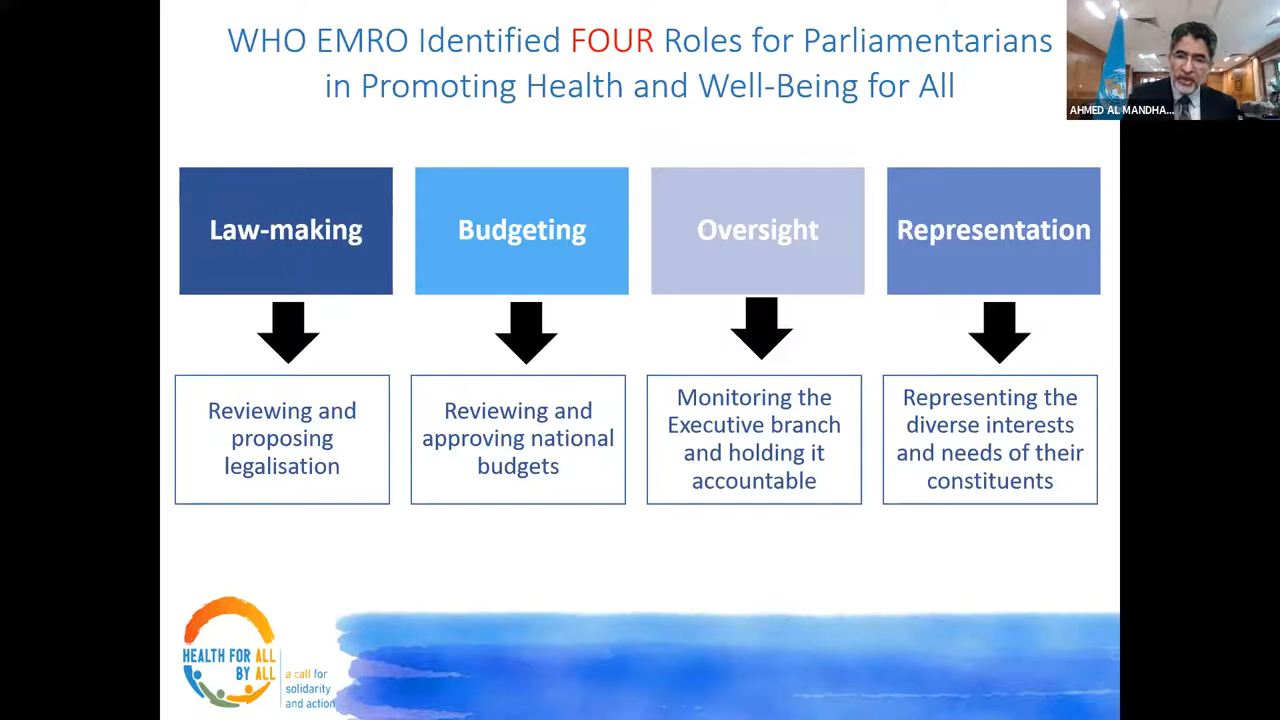 WHO EMRO Identified FOUR Roles for Parliamentarians
in Promoting Health and Well-Being for All
AHMED AL MANDHA...
Law-making
Budgeting
Oversight
Representation
Reviewing and
proposing
legalisation
Reviewing and
approving national
budgets
Monitoring the
Executive branch
and holding it
accountable
Representing the
diverse interests
and needs of their
constituents
HEALTH FOR ALL
BY ALL
a call for
solidarity
and action